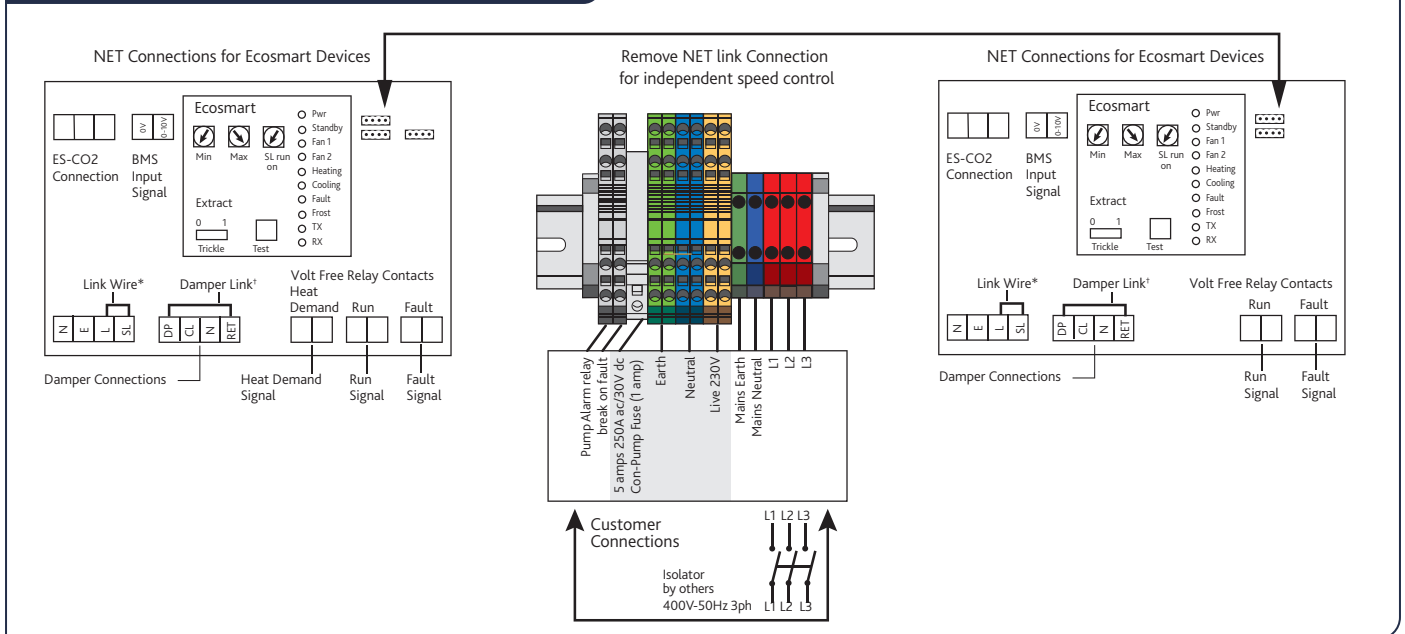 NET Connections for Ecosmart Devices
Ecosmart
Min
Max
SL run
on
Pwr
Standby
Fan 1
Fan 2
Heating
Cooling
Fault
Frost
TX
RX
0V
0-10V
ES-CO2
Connection
BMS
Input
Signal
Extract
0 1
Trickle
Test
Link Wire*
Damper Link†
Volt Free Relay Contacts
Heat
Demand
Run
Fault
N
E
L
SL
DP
CL
N
RET
Damper Connections
Heat Demand
Signal
Run
Signal
Fault
Signal
Remove NET link Connection
for independent speed control
Pump Alarm relay
break on fault
5 amps 250A ac/30V dc
Con-Pump Fuse (1 amp)
Earth
Neutral
Live 230V
Mains Earth
Mains Neutral
L1
L2
L3
Customer
Connections
L1 L2 L3
Isolator
by others
400V-50Hz 3ph
L1 L2 L3
NET Connections for Ecosmart Devices
Ecosmart
Min
Max
SL run
on
Pwr
Standby
Fan 1
Fan 2
Heating
Cooling
Fault
Frost
TX
RX
0V
0-10V
ES-CO2
Connection
BMS
Input
Signal
Extract
0 1
Trickle
Test
Link Wire*
Damper Link†
Volt Free Relay Contacts
Run
Fault
N
E
L
SL
DP
CL
N
RET
Damper Connections
Run
Signal
Fault
Signal